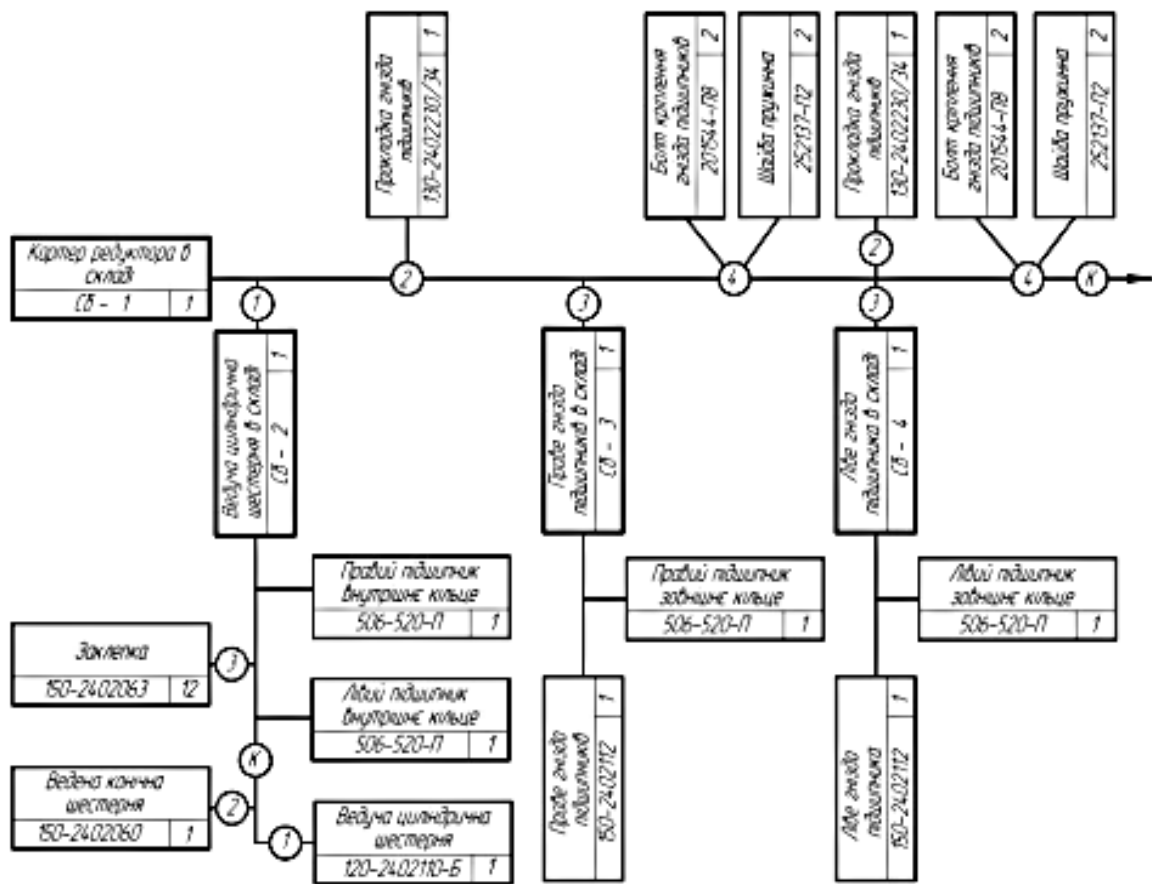 Прокладка гнізда
підшипників
130-2402230/34
1
Болт кріплення
гнізда підшипників
201544-П8
2
Шайба пружинна
252137-П2
2
Прокладка гнізда
підшипників
130-2402230/34
1
Болт кріплення
гнізда підшипників
201544-П8
2
Шайба пружинна
252137-П2
2
Картер редуктора в
складі
СБ - 1
1
1
2
3
4
2
3
4
К
Ведуча циліндрична
шестерня в складі
СБ - 2
1
Праве гніздо
підшипників в складі
СБ - 3
1
Ліве гніздо
підшипника в складі
СБ - 4
1
Правий підшипник
внутрішнє кільце
506-520-П
1
Правий підшипник
зовнішнє кільце
506-520-П
1
Лівий підшипник
зовнішнє кільце
506-520-П
1
Заклепка
150-2402063
12
3
Лівий підшипник
внутрішнє кільце
506-520-П
1
К
Ведена конічна
шестерня
150-2402060
1
2
1
Ведуча циліндрична
шестерня
120-2402110-Б
1
Праве гніздо
підшипників
150-2402112
1
Ліве гніздо
підшипника
150-2402112
1